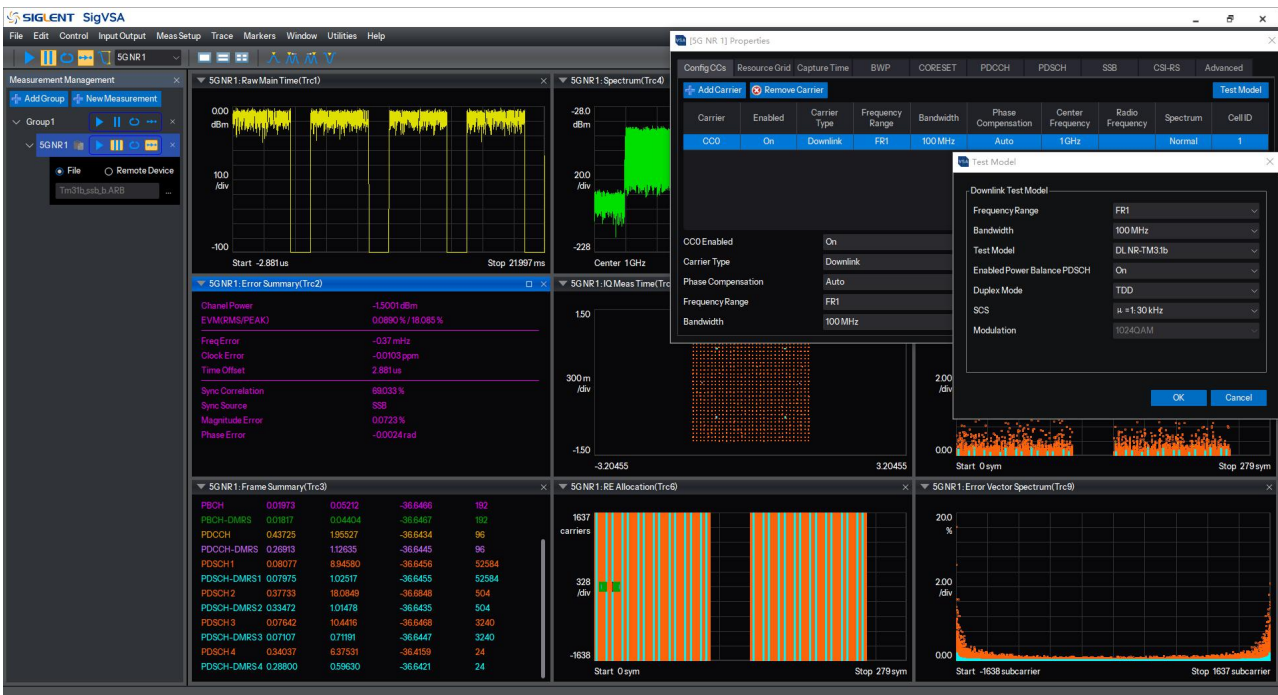 SIGLENT SigVSA
File Edit Control Input Output Meas Setup Trace Markers Window Utilities Help
5G NR 1
Measurement Management
Add Group New Measurement
Group1
5G NR 1
File Remote Device
Tm31b_ssb_b.ARB ...
5G NR 1: Raw Main Time(Trc1)
0.00
dBm
10.0
/div
-100
Start -2.881 us Stop 21.997 ms
5G NR 1: Spectrum(Trc4)
-28.0
dBm
20.0
/div
-228
Center 1 GHz
5G NR 1: Error Summary(Trc2)
Chanel Power -1.5001 dBm
EVM(RMS/PEAK) 0.0890 % / 18.085 %
Freq Error -0.37 mHz
Clock Error -0.0103 ppm
Time Offset 2.881 us
Sync Correlation 69.033 %
Sync Source SSB
Magnitude Error 0.0723 %
Phase Error -0.0024 rad
5G NR 1: IQ Meas Time(Trc
1.50
300 m
/div
-1.50
-3.20455 3.20455
2.00
/div
0.00
Start 0 sym Stop 279 sym
5G NR 1: Frame Summary(Trc3)
PBCH 0.01973 0.05212 -36.6466 192
PBCH-DMRS 0.01817 0.04404 -36.6467 192
PDCCH 0.43725 1.95527 -36.6434 96
PDCCH-DMRS 0.26913 1.12635 -36.6445 96
PDSCH 1 0.08077 8.94580 -36.6456 52584
PDSCH-DMRS1 0.07975 1.02517 -36.6455 52584
PDSCH 2 0.37733 18.0849 -36.6848 504
PDSCH-DMRS2 0.33472 1.01478 -36.6435 504
PDSCH 3 0.07642 10.4416 -36.6468 3240
PDSCH-DMRS3 0.07107 0.71191 -36.6447 3240
PDSCH 4 0.34037 6.37531 -36.4159 24
PDSCH-DMRS4 0.28800 0.59630 -36.6421 24
5G NR 1: RE Allocation(Trc6)
1637
carriers
328
/div
-1638
Start 0 sym Stop 279 sym
5G NR 1: Error Vector Spectrum(Trc9)
20.0
%
2.00
/div
0.00
Start -1638 subcarrier Stop 1637 subcarrier
[5G NR 1] Properties
Config CCs Resource Grid Capture Time BWP CORESET PDCCH PDSCH SSB CSI-RS Advanced
Add Carrier Remove Carrier Test Model
Carrier Enabled Carrier Type Frequency Range Bandwidth Phase Compensation Center Frequency Radio Frequency Spectrum Cell ID
CC0 On Downlink FR1 100 MHz Auto 1 GHz Normal 1
CC0 Enabled On
Carrier Type Downlink
Phase Compensation Auto
Frequency Range FR1
Bandwidth 100 MHz
Test Model
Downlink Test Model
Frequency Range FR1
Bandwidth 100 MHz
Test Model DL NR-TM3.1b
Enabled Power Balance PDSCH On
Duplex Mode TDD
SCS μ =1: 30 kHz
Modulation 1024QAM
OK Cancel